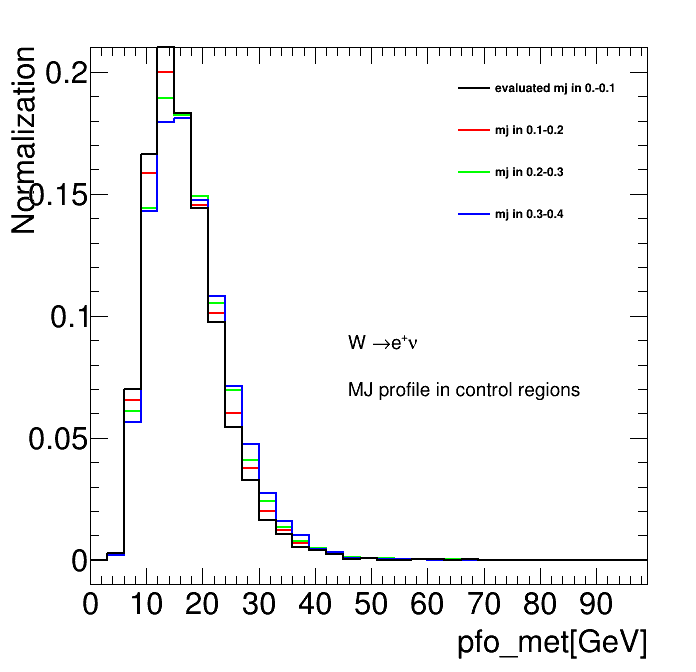 Normalization
0.2
0.15
0.1
0.05
0
evaluated mj in 0.-0.1
mj in 0.1-0.2
mj in 0.2-0.3
mj in 0.3-0.4
W →e⁺ν
MJ profile in control regions
0 10 20 30 40 50 60 70 80 90
pfo_met[GeV]